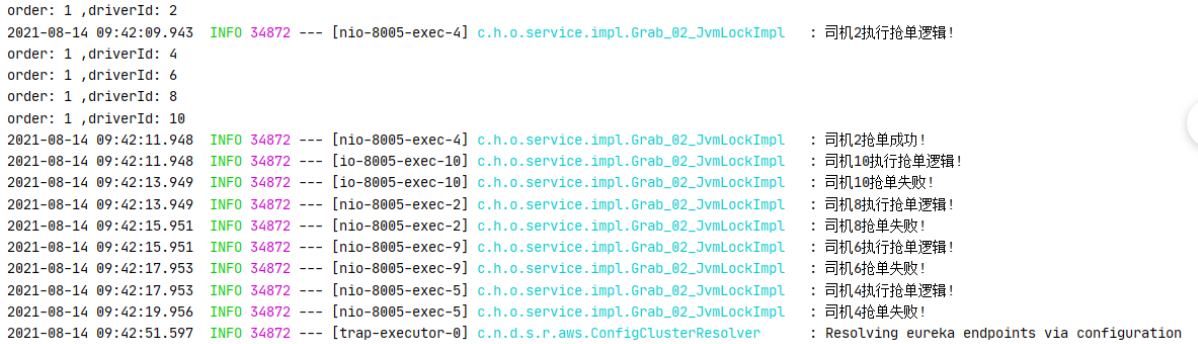 order: 1 ,driverId: 2
2021-08-14 09:42:09.943  INFO 34872 --- [nio-8005-exec-4] c.h.o.service.impl.Grab_02_JvmLockImpl   : 司机2执行抢单逻辑!
order: 1 ,driverId: 4
order: 1 ,driverId: 6
order: 1 ,driverId: 8
order: 1 ,driverId: 10
2021-08-14 09:42:11.948  INFO 34872 --- [nio-8005-exec-4] c.h.o.service.impl.Grab_02_JvmLockImpl   : 司机2抢单成功!
2021-08-14 09:42:11.948  INFO 34872 --- [io-8005-exec-10] c.h.o.service.impl.Grab_02_JvmLockImpl   : 司机10执行抢单逻辑!
2021-08-14 09:42:13.949  INFO 34872 --- [io-8005-exec-10] c.h.o.service.impl.Grab_02_JvmLockImpl   : 司机10抢单失败!
2021-08-14 09:42:13.949  INFO 34872 --- [nio-8005-exec-2] c.h.o.service.impl.Grab_02_JvmLockImpl   : 司机8执行抢单逻辑!
2021-08-14 09:42:15.951  INFO 34872 --- [nio-8005-exec-2] c.h.o.service.impl.Grab_02_JvmLockImpl   : 司机8抢单失败!
2021-08-14 09:42:15.951  INFO 34872 --- [nio-8005-exec-9] c.h.o.service.impl.Grab_02_JvmLockImpl   : 司机6执行抢单逻辑!
2021-08-14 09:42:17.953  INFO 34872 --- [nio-8005-exec-9] c.h.o.service.impl.Grab_02_JvmLockImpl   : 司机6抢单失败!
2021-08-14 09:42:17.953  INFO 34872 --- [nio-8005-exec-5] c.h.o.service.impl.Grab_02_JvmLockImpl   : 司机4执行抢单逻辑!
2021-08-14 09:42:19.956  INFO 34872 --- [nio-8005-exec-5] c.h.o.service.impl.Grab_02_JvmLockImpl   : 司机4抢单失败!
2021-08-14 09:42:51.597  INFO 34872 --- [trap-executor-0] c.n.d.s.r.aws.ConfigClusterResolver      : Resolving eureka endpoints via configuration